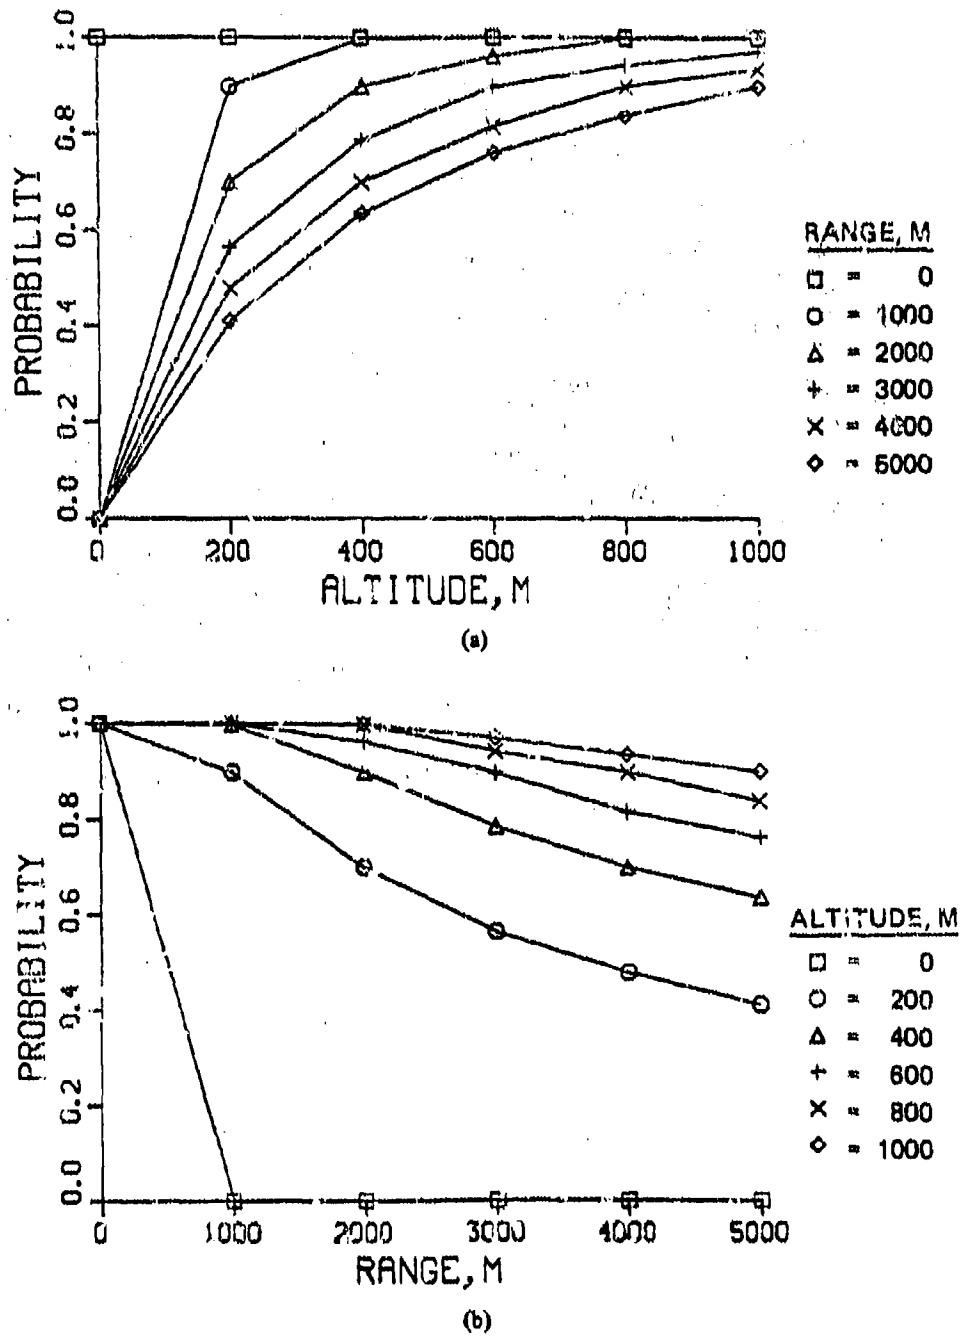 1.0
0.8
0.6
0.4
0.2
0.0
PROBABILITY
0 200 400 600 800 1000
ALTITUDE, M
RANGE, M
□ = 0
○ = 1000
△ = 2000
+ = 3000
× = 4000
◇ = 5000
(a)
1.0
0.8
0.6
0.4
0.2
0.0
PROBABILITY
0 1000 2000 3000 4000 5000
RANGE, M
ALTITUDE, M
□ = 0
○ = 200
△ = 400
+ = 600
× = 800
◇ = 1000
(b)